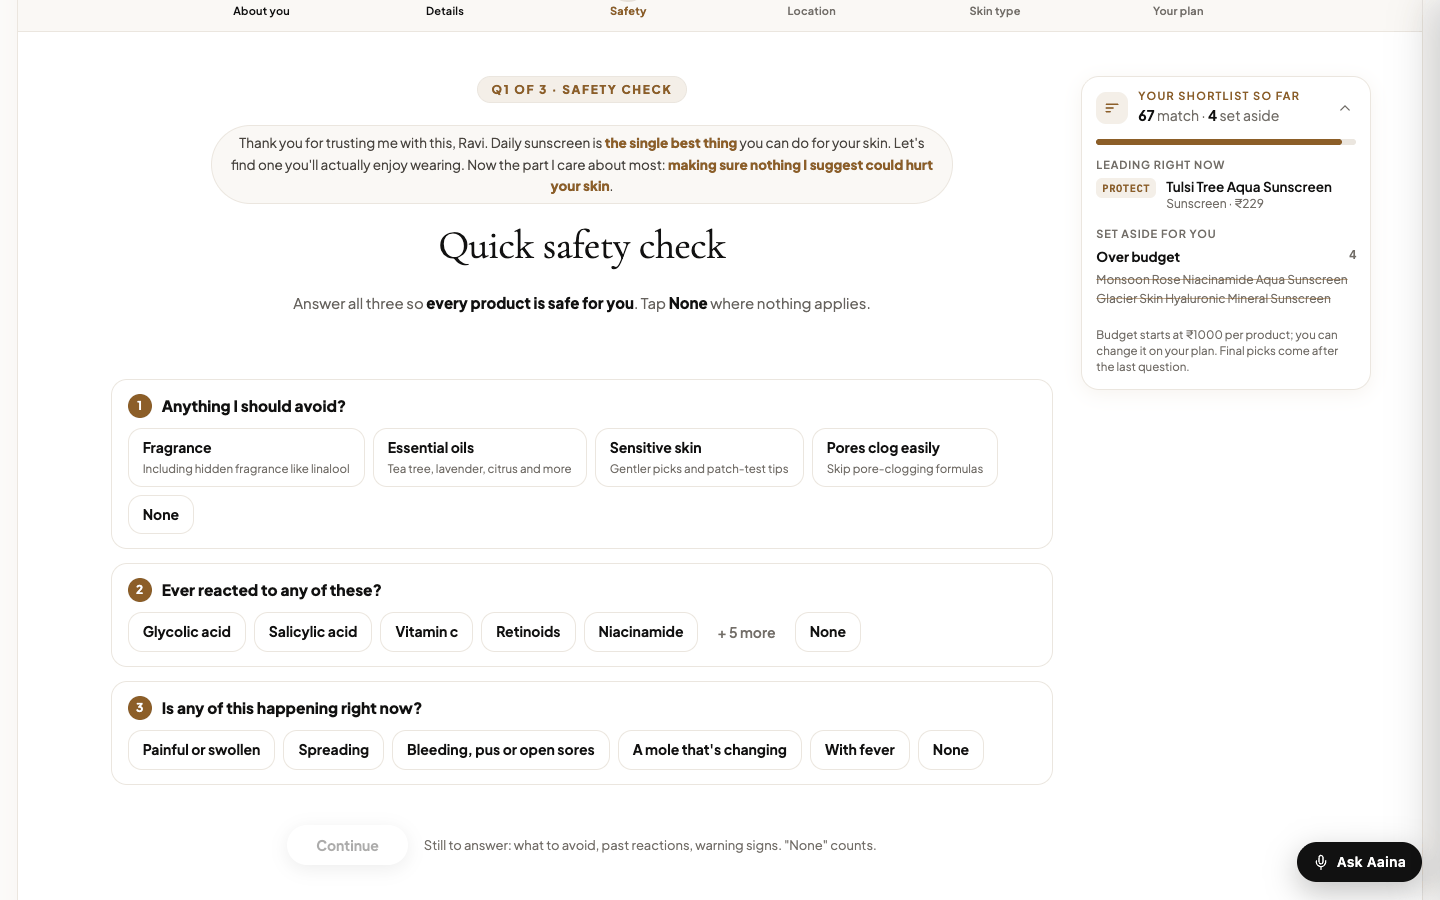 About you
Details
Safety
Location
Skin type
Your plan
Q1 OF 3 · SAFETY CHECK
Thank you for trusting me with this, Ravi. Daily sunscreen is the single best thing you can do for your skin. Let's
find one you'll actually enjoy wearing. Now the part I care about most: making sure nothing I suggest could hurt
your skin.
Quick safety check
Answer all three so every product is safe for you. Tap None where nothing applies.
1 Anything I should avoid?
Fragrance
Including hidden fragrance like linalool
Essential oils
Tea tree, lavender, citrus and more
Sensitive skin
Gentler picks and patch-test tips
Pores clog easily
Skip pore-clogging formulas
None
2 Ever reacted to any of these?
Glycolic acid
Salicylic acid
Vitamin c
Retinoids
Niacinamide
+ 5 more
None
3 Is any of this happening right now?
Painful or swollen
Spreading
Bleeding, pus or open sores
A mole that's changing
With fever
None
Continue
Still to answer: what to avoid, past reactions, warning signs. "None" counts.
YOUR SHORTLIST SO FAR
67 match · 4 set aside
LEADING RIGHT NOW
PROTECT Tulsi Tree Aqua Sunscreen
Sunscreen · ₹229
SET ASIDE FOR YOU
Over budget 4
Monsoon Rose Niacinamide Aqua Sunscreen
Glacier Skin Hyaluronic Mineral Sunscreen
Budget starts at ₹1000 per product; you can
change it on your plan. Final picks come after
the last question.
Ask Aaina